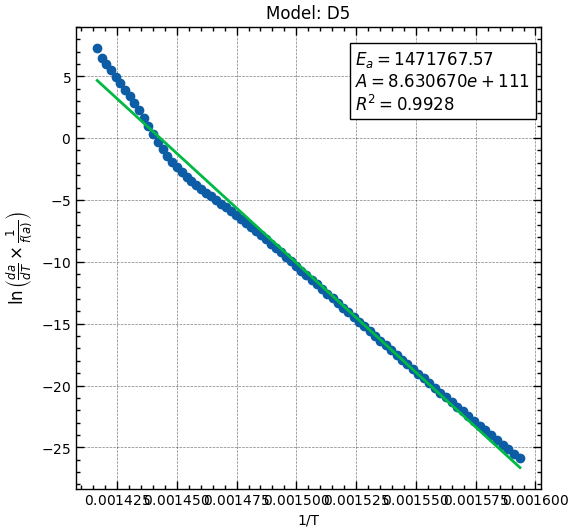 Model: D5
E_a = 1471767.57
A = 8.630670e + 111
R² = 0.9928
ln(da/dT × 1/f(a))
5
0
−5
−10
−15
−20
−25
0.001425 0.001450 0.001475 0.001500 0.001525 0.001550 0.001575 0.001600
1/T